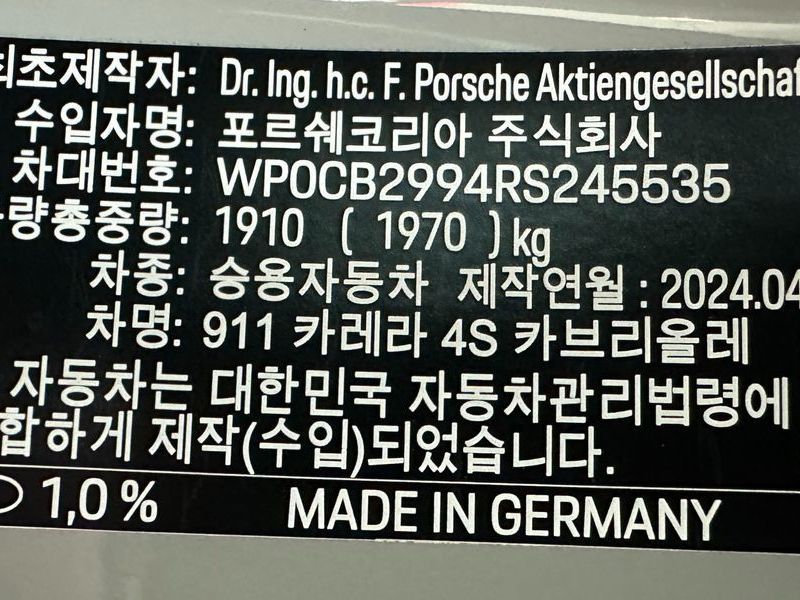 최초제작자: Dr. Ing. h.c. F. Porsche Aktiengesellschaf
수입자명: 포르쉐코리아 주식회사
차대번호: WP0CB2994RS245535
량총중량: 1910 ( 1970 ) kg
차종: 승용자동차 제작연월 : 2024.04
차명: 911 카레라 4S 카브리올레
자동차는 대한민국 자동차관리법령에
합하게 제작(수입)되었습니다.
1,0 % MADE IN GERMANY